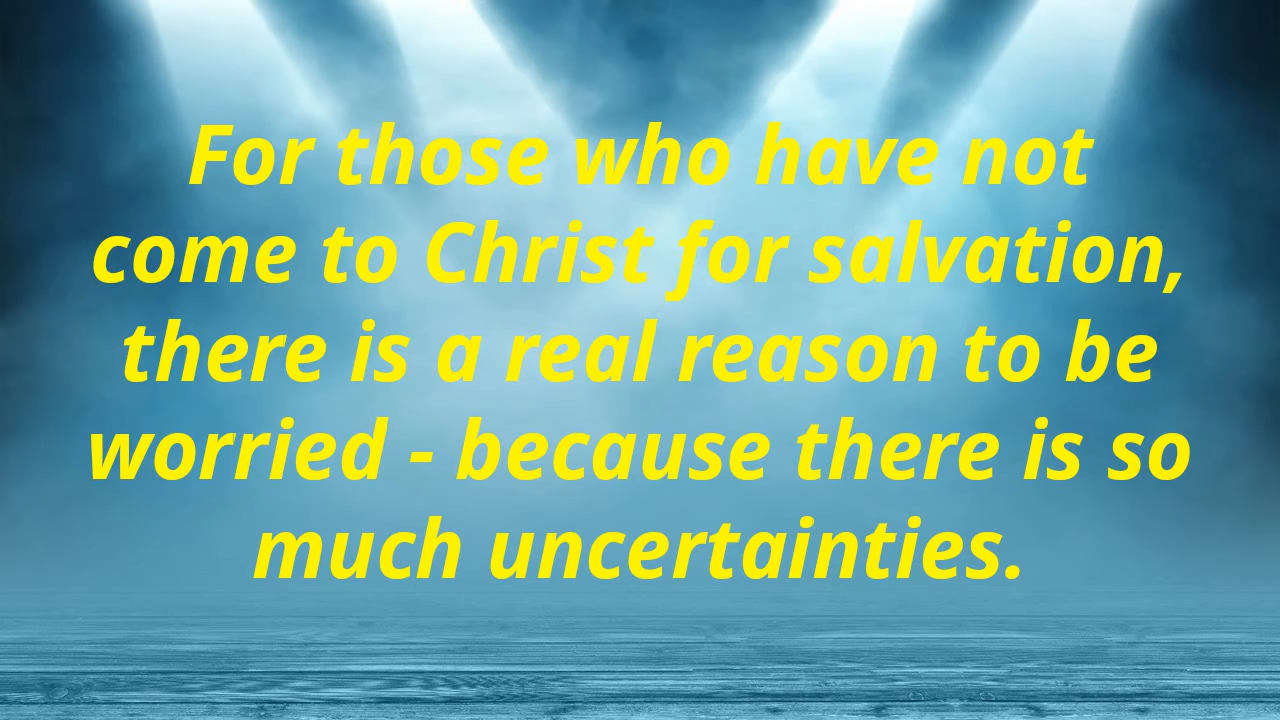 For those who have not
come to Christ for salvation,
there is a real reason to be
worried - because there is so
much uncertainties.